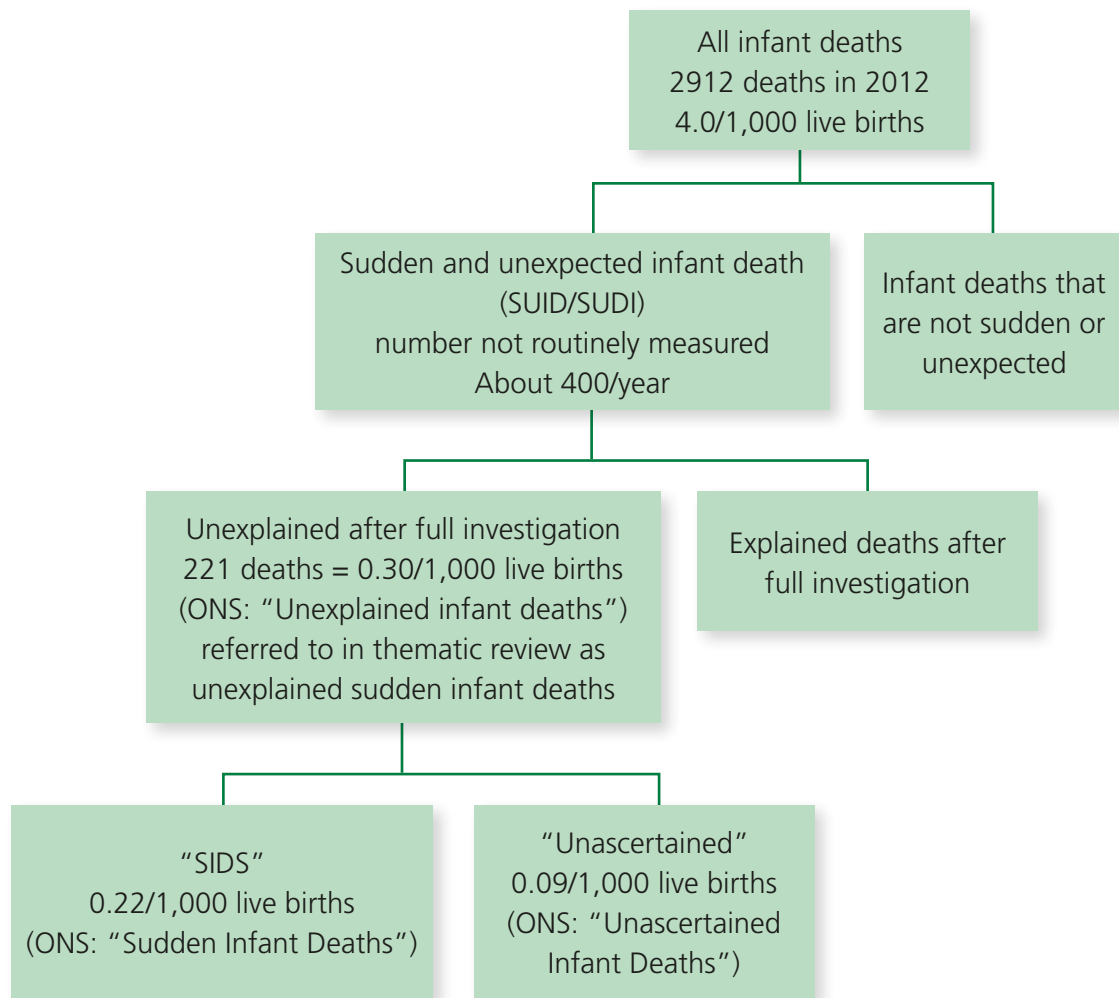 All infant deaths
2912 deaths in 2012
4.0/1,000 live births
Sudden and unexpected infant death
(SUID/SUDI)
number not routinely measured
About 400/year
Infant deaths that
are not sudden or
unexpected
Unexplained after full investigation
221 deaths = 0.30/1,000 live births
(ONS: “Unexplained infant deaths”)
referred to in thematic review as
unexplained sudden infant deaths
Explained deaths after
full investigation
“SIDS”
0.22/1,000 live births
(ONS: “Sudden Infant Deaths”)
“Unascertained”
0.09/1,000 live births
(ONS: “Unascertained
Infant Deaths”)